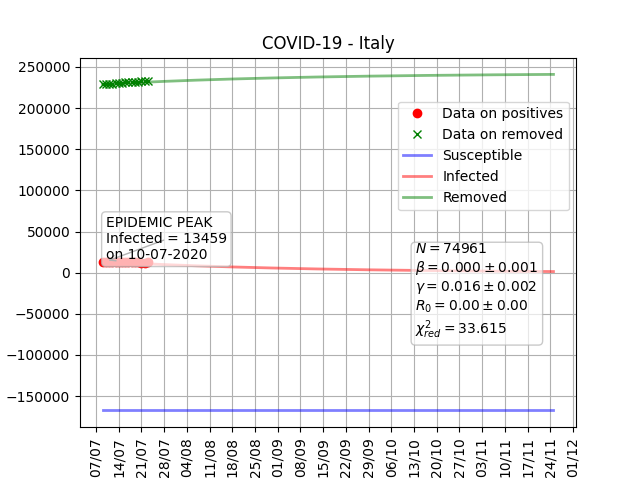 COVID-19 - Italy
250000
200000
150000
100000
50000
0
−50000
−100000
−150000
Data on positives
Data on removed
Susceptible
Infected
Removed
EPIDEMIC PEAK
Infected = 13459
on 10-07-2020
N = 74961
β = 0.000 ± 0.001
γ = 0.016 ± 0.002
R₀ = 0.00 ± 0.00
χ²_red = 33.615
07/07
14/07
21/07
28/07
04/08
11/08
18/08
25/08
01/09
08/09
15/09
22/09
29/09
06/10
13/10
20/10
27/10
03/11
10/11
17/11
24/11
01/12